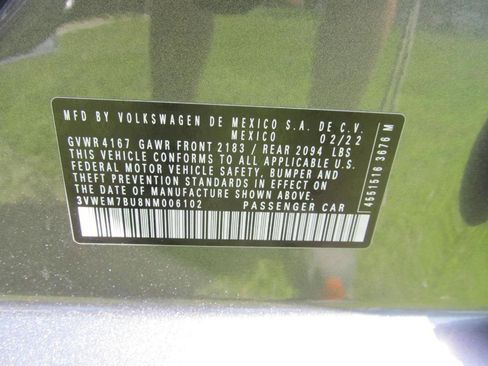 MFD BY VOLKSWAGEN DE MEXICO S.A. DE C.V.
MEXICO 02/22
GVWR 4167 GAWR FRONT 2183 / REAR 2094 LBS
THIS VEHICLE CONFORMS TO ALL APPLICABLE U.S.
FEDERAL MOTOR VEHICLE SAFETY, BUMPER AND
THEFT PREVENTION STANDARDS IN EFFECT ON
THE DATE OF MANUFACTURE SHOWN ABOVE.
3VWEM7BU8NM006102 PASSENGER CAR
4551516 3676 M